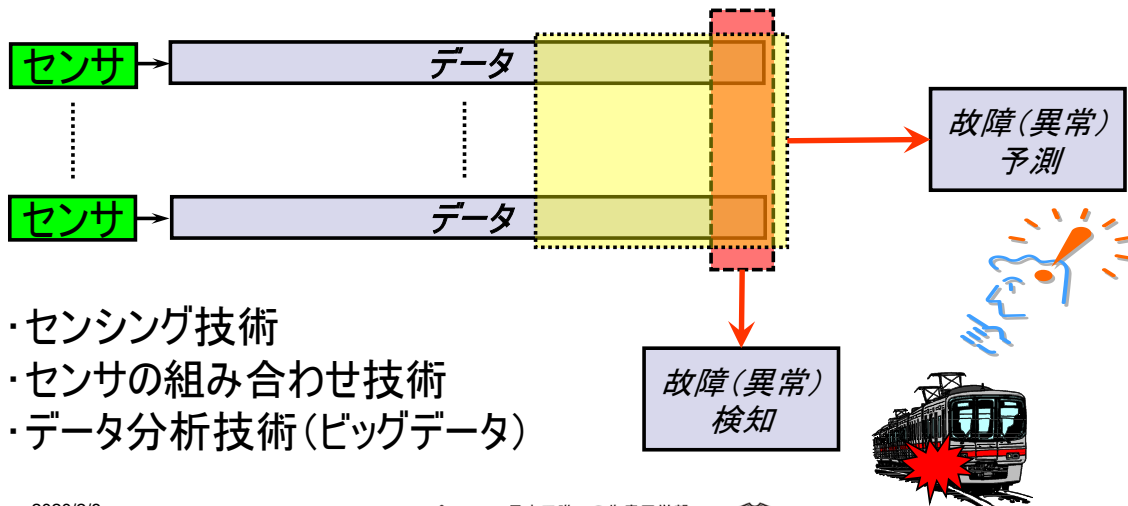 センサ
データ
故障(異常)
予測
センサ
データ
・センシング技術
・センサの組み合わせ技術
・データ分析技術(ビッグデータ)
故障(異常)
検知